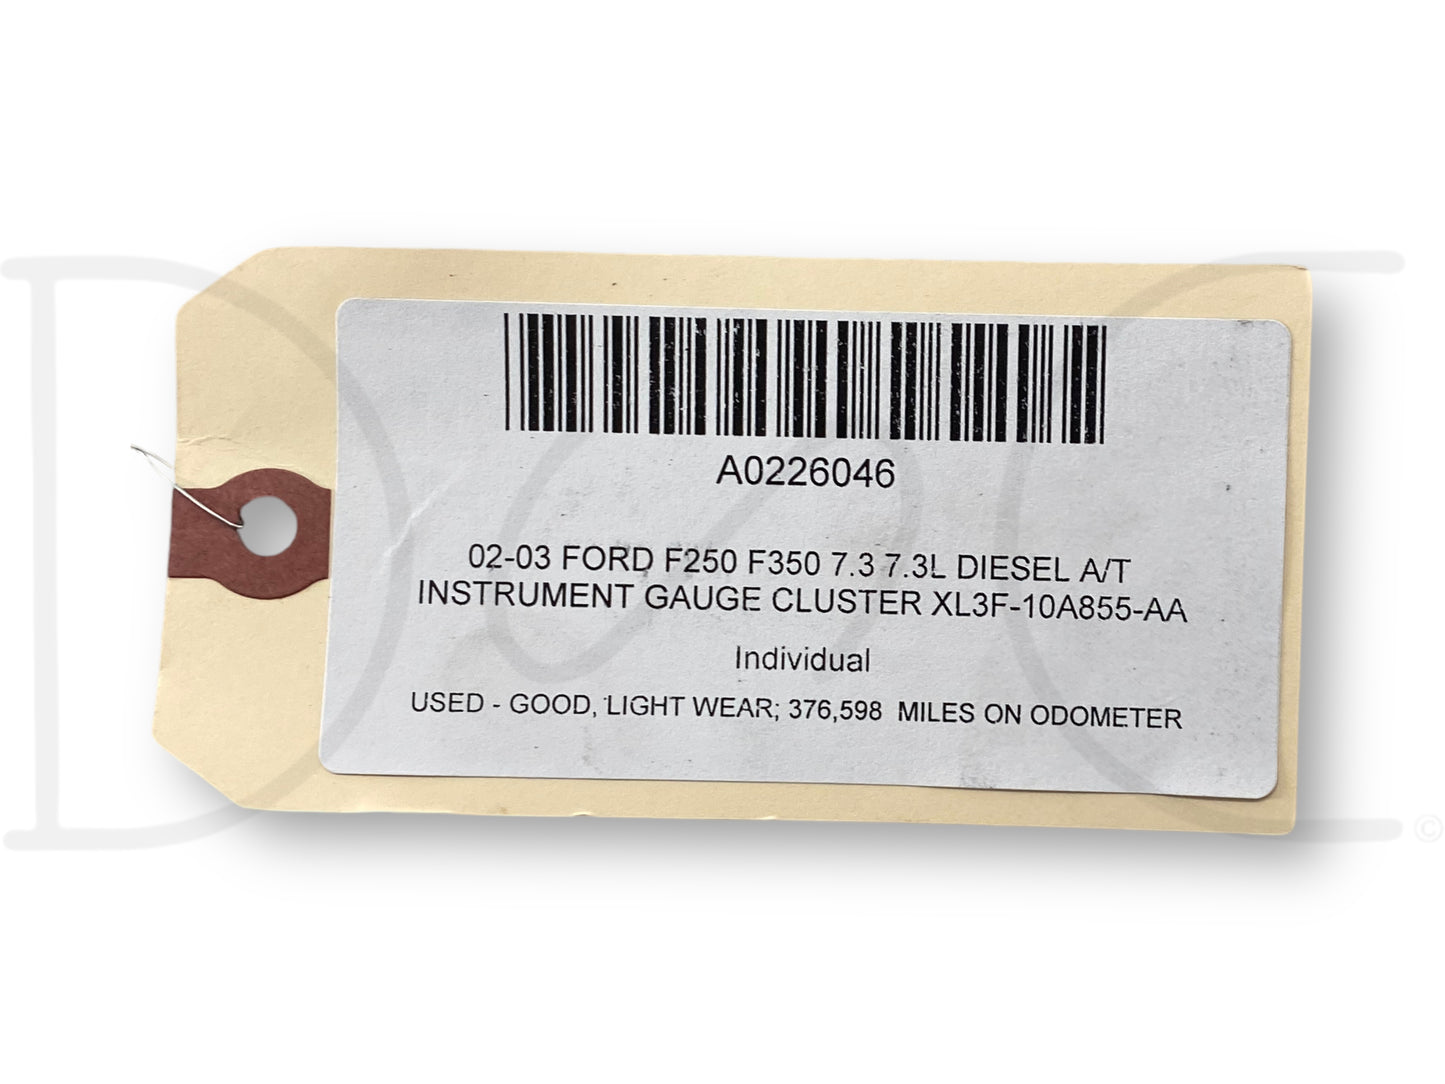 A0226046
02-03 FORD F250 F350 7.3 7.3L DIESEL A/T
INSTRUMENT GAUGE CLUSTER XL3F-10A855-AA
Individual
USED - GOOD, LIGHT WEAR; 376,598 MILES ON ODOMETER
©